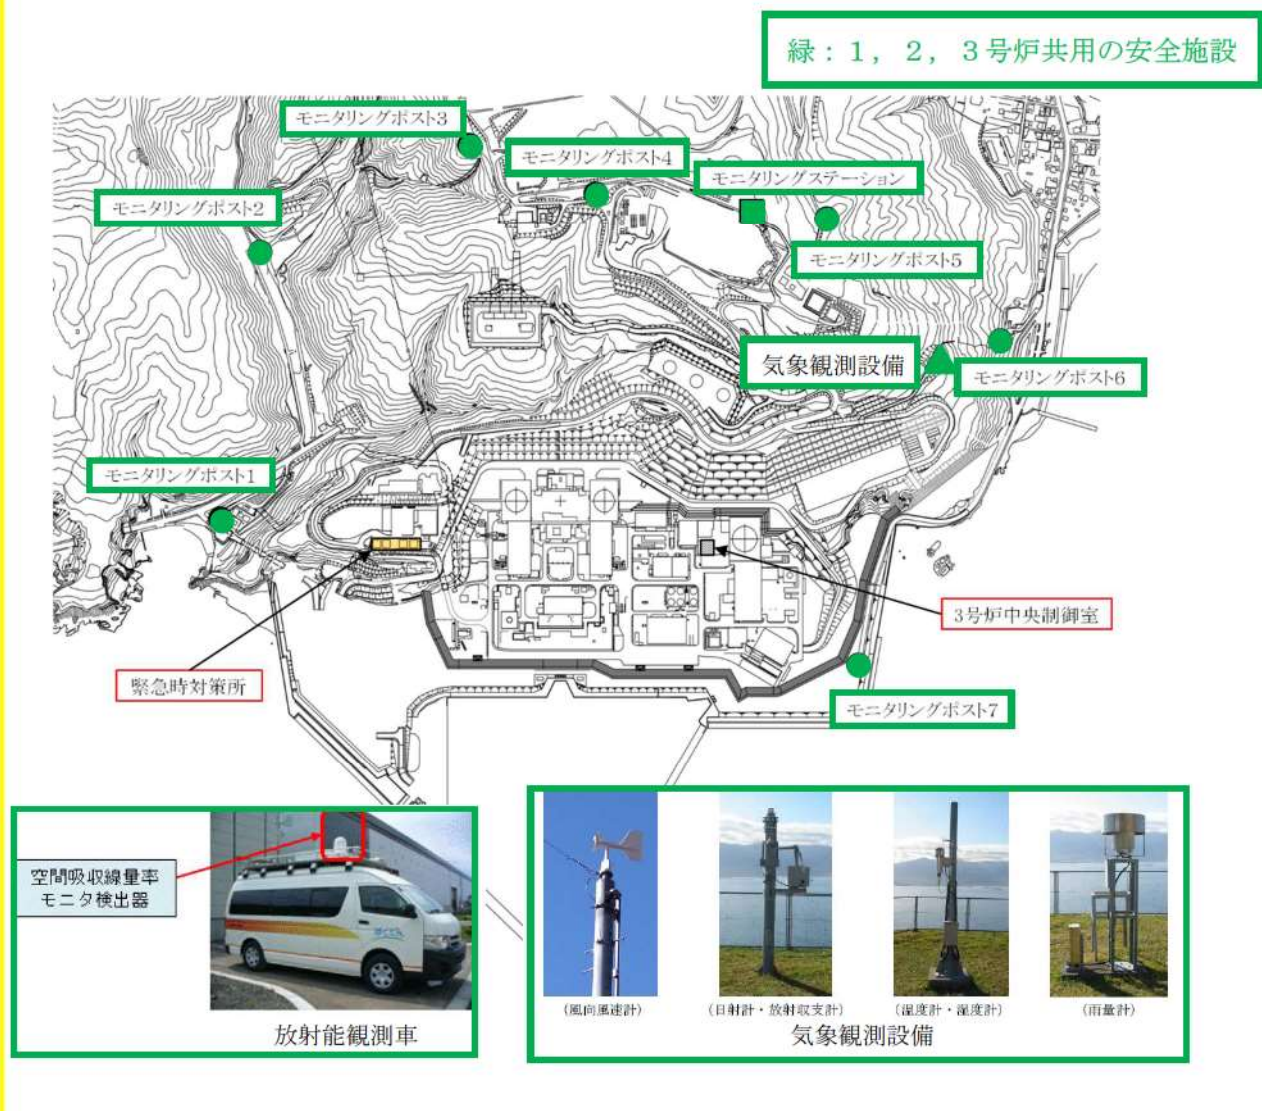 緑：1，2，3号炉共用の安全施設
モニタリングポスト3
モニタリングポスト4
モニタリングステーション
モニタリングポスト2
モニタリングポスト5
気象観測設備
モニタリングポスト6
モニタリングポスト1
3号炉中央制御室
緊急時対策所
モニタリングポスト7
空間吸収線量率
モニタ検出器
ほくでん
放射能観測車
(風向風速計)
(日射計・放射収支計)
(温度計・湿度計)
(雨量計)
気象観測設備